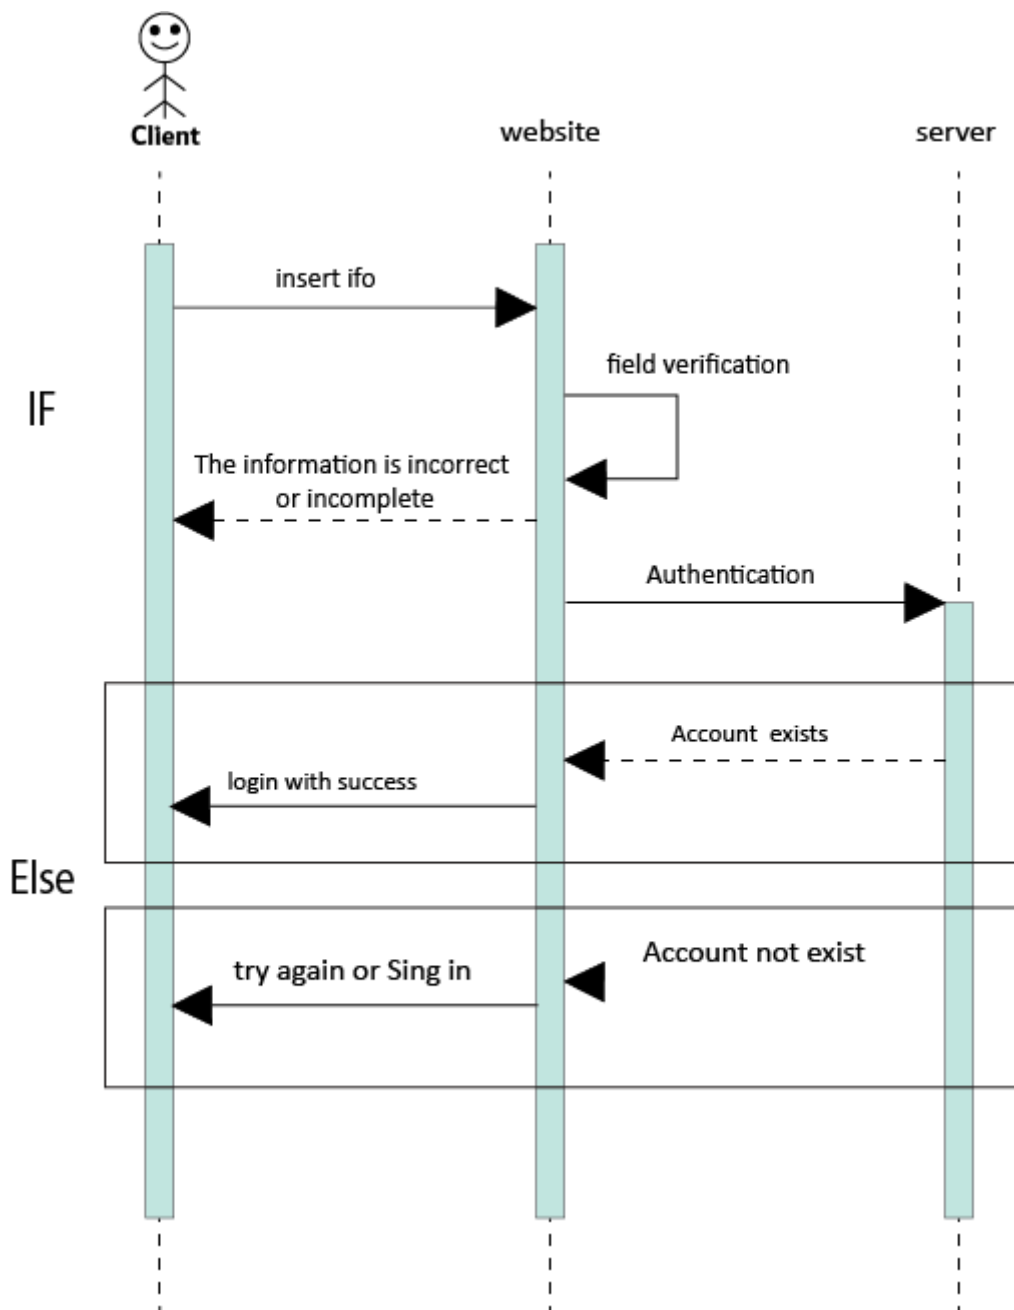 Client
website
server
insert ifo
field verification
IF
The information is incorrect
or incomplete
Authentication
Account exists
login with success
Else
Account not exist
try again or Sing in